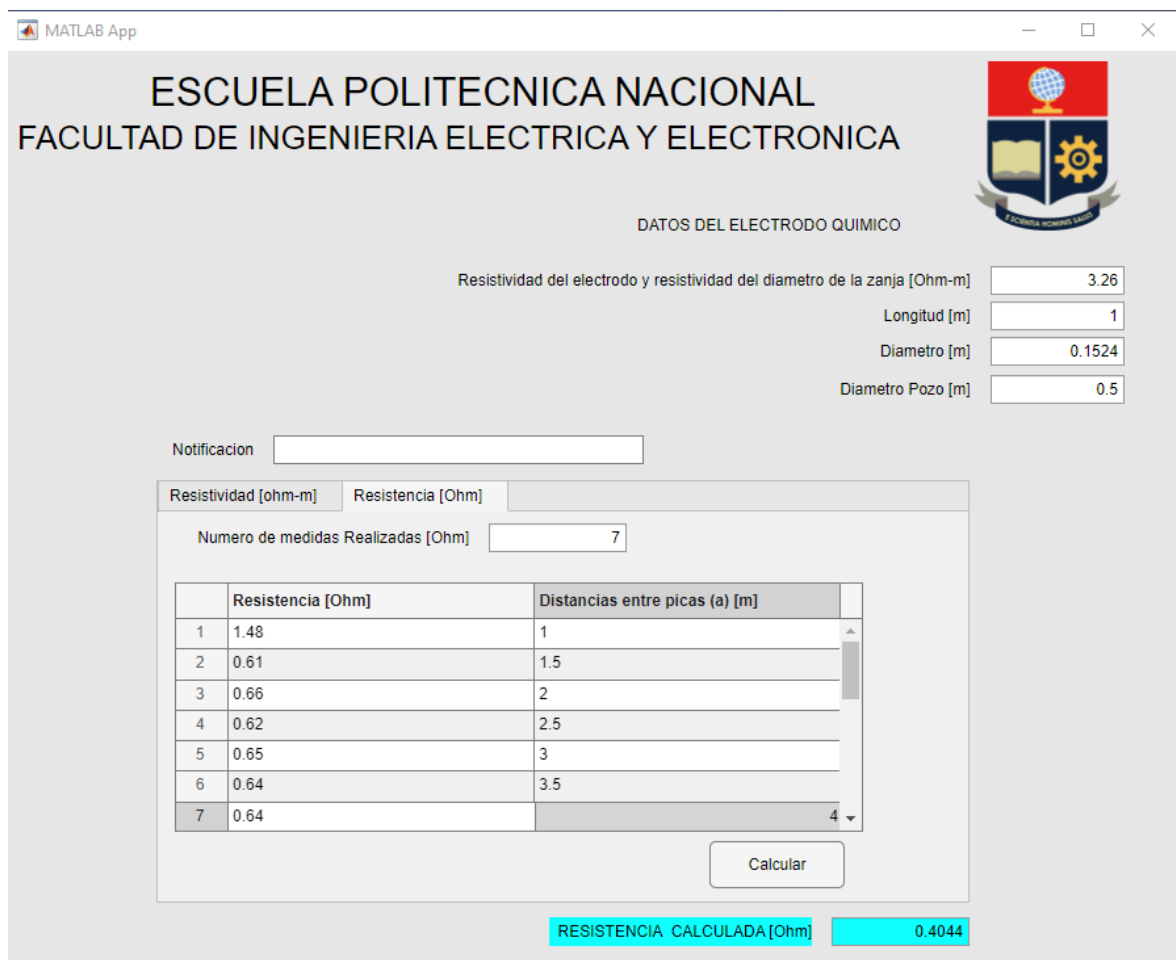 MATLAB App
ESCUELA POLITECNICA NACIONAL
FACULTAD DE INGENIERIA ELECTRICA Y ELECTRONICA
E SCIENTIA HOMINIS SALUS
DATOS DEL ELECTRODO QUIMICO
Resistividad del electrodo y resistividad del diametro de la zanja [Ohm-m] 3.26
Longitud [m] 1
Diametro [m] 0.1524
Diametro Pozo [m] 0.5
Notificacion
Resistividad [ohm-m] Resistencia [Ohm]
Numero de medidas Realizadas [Ohm] 7
Resistencia [Ohm] Distancias entre picas (a) [m]
1 1.48 1
2 0.61 1.5
3 0.66 2
4 0.62 2.5
5 0.65 3
6 0.64 3.5
7 0.64 4
Calcular
RESISTENCIA CALCULADA [Ohm] 0.4044